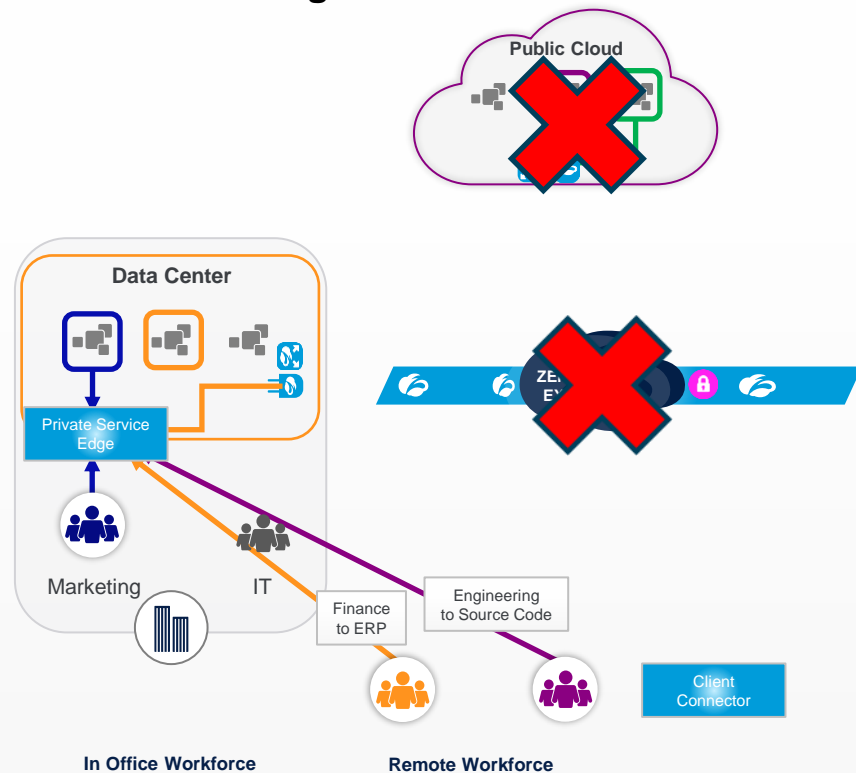 Public Cloud
Data Center
Private Service
Edge
Marketing
IT
Finance
to ERP
Engineering
to Source Code
Client
Connector
In Office Workforce
Remote Workforce